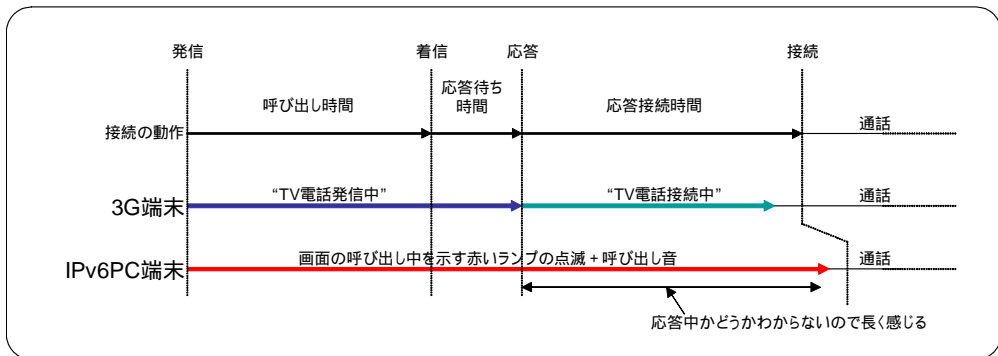 発信
着信
応答
接続
呼び出し時間
応答待ち
時間
応答接続時間
接続の動作
通話
3G端末
“TV電話発信中”
“TV電話接続中”
通話
IPv6PC端末
画面の呼び出し中を示す赤いランプの点滅 + 呼び出し音
通話
応答中かどうかわからないので長く感じる